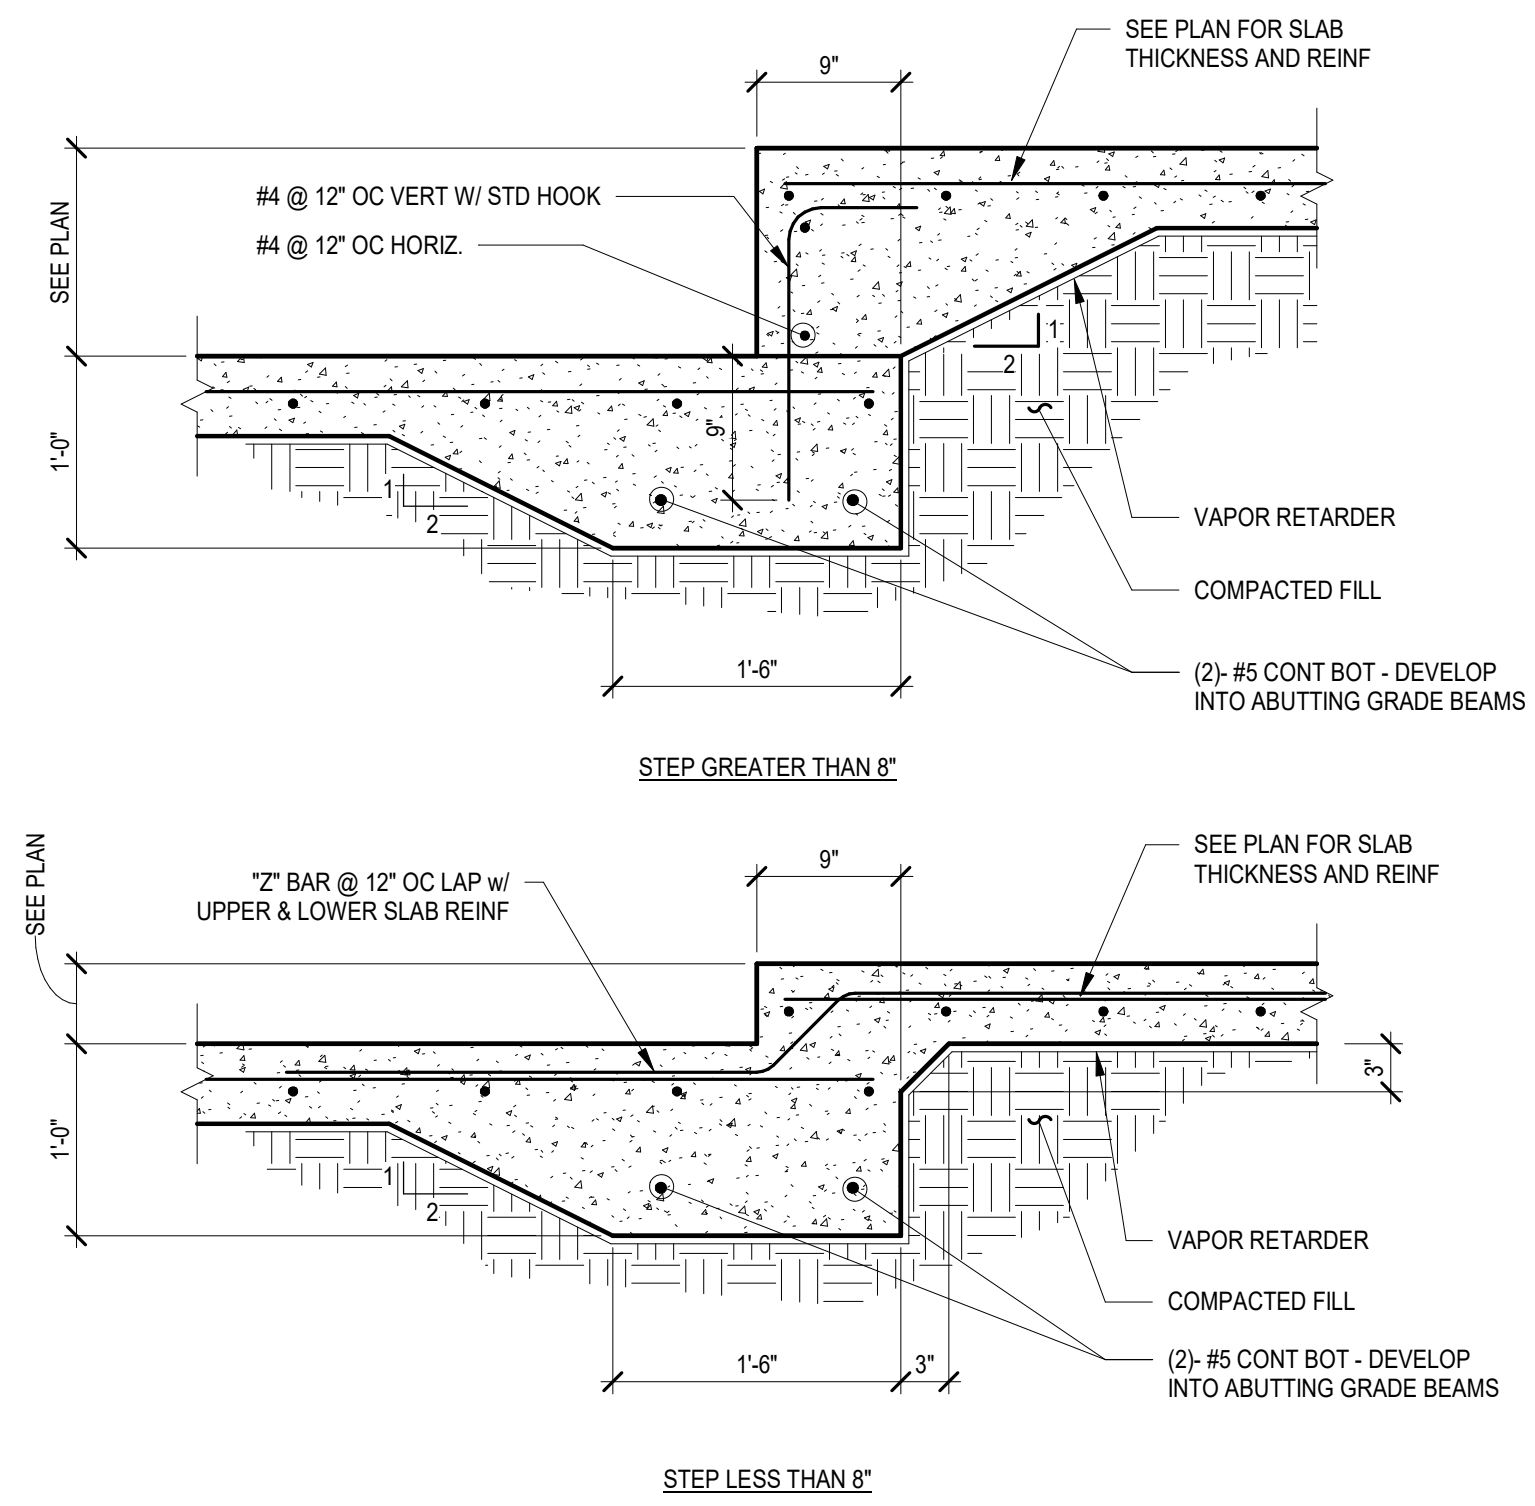 SEE PLAN FOR SLAB
THICKNESS AND REINF
9"
#4 @ 12" OC VERT W/ STD HOOK
#4 @ 12" OC HORIZ.
SEE PLAN
1
2
9"
1'-0"
1
2
VAPOR RETARDER
COMPACTED FILL
1'-6"
(2)- #5 CONT BOT - DEVELOP
INTO ABUTTING GRADE BEAMS
STEP GREATER THAN 8"
SEE PLAN
9"
SEE PLAN FOR SLAB
THICKNESS AND REINF
"Z" BAR @ 12" OC LAP w/
UPPER & LOWER SLAB REINF
3"
1'-0"
1
2
VAPOR RETARDER
COMPACTED FILL
1'-6"
3"
(2)- #5 CONT BOT - DEVELOP
INTO ABUTTING GRADE BEAMS
STEP LESS THAN 8"